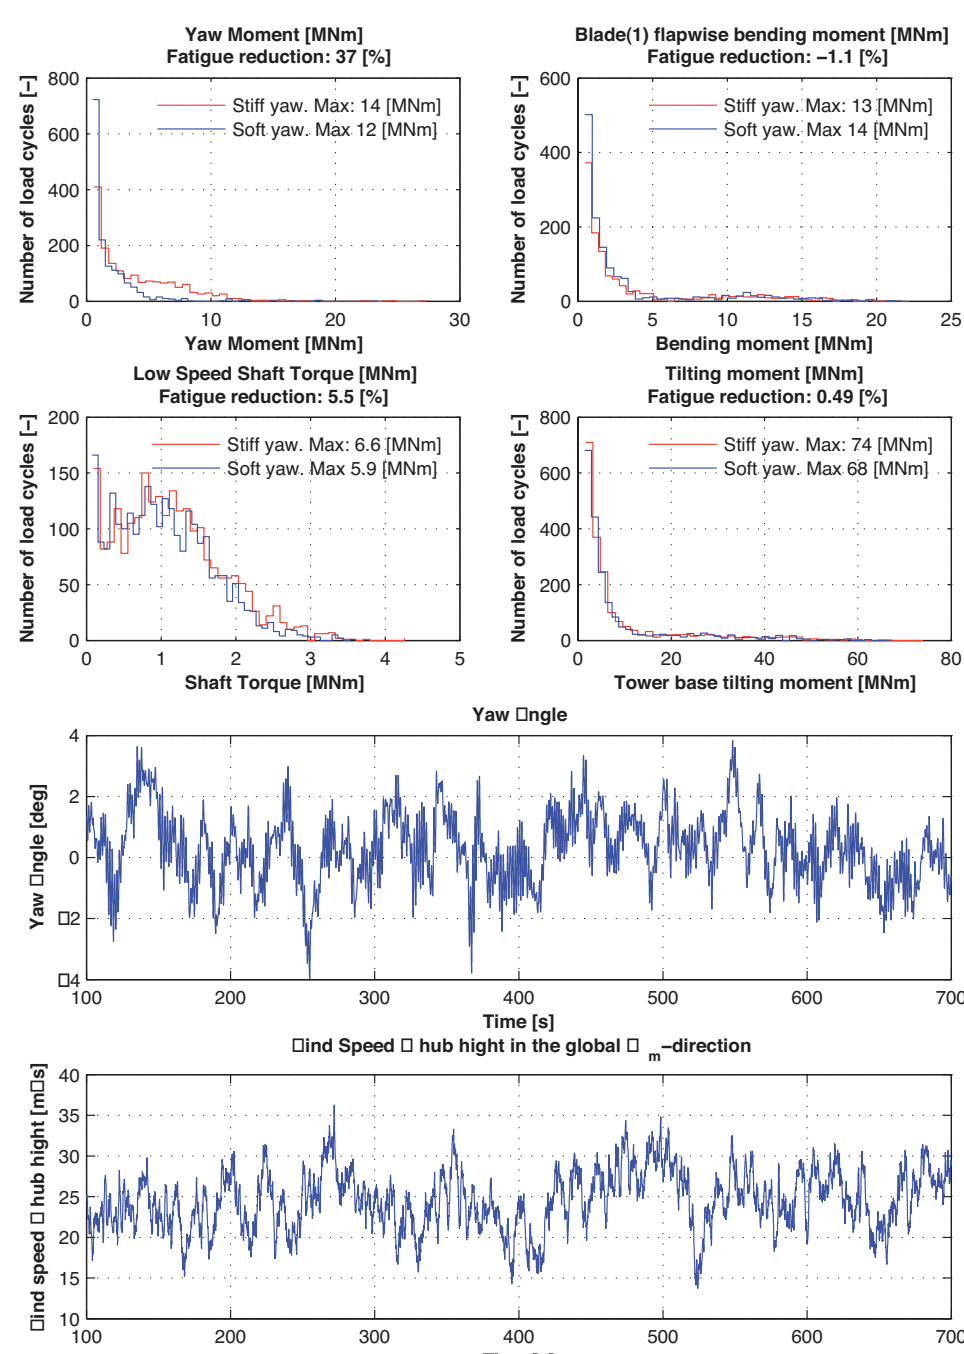 Yaw Moment [MNm]
Fatigue reduction: 37 [%]
Number of load cycles [−]
800
600
400
200
0
Stiff yaw. Max: 14 [MNm]
Soft yaw. Max 12 [MNm]
0 10 20 30
Yaw Moment [MNm]
Blade(1) flapwise bending moment [MNm]
Fatigue reduction: −1.1 [%]
Number of load cycles [−]
600
400
200
0
Stiff yaw. Max: 13 [MNm]
Soft yaw. Max 14 [MNm]
0 5 10 15 20 25
Bending moment [MNm]
Low Speed Shaft Torque [MNm]
Fatigue reduction: 5.5 [%]
Number of load cycles [−]
200
150
100
50
0
Stiff yaw. Max: 6.6 [MNm]
Soft yaw. Max 5.9 [MNm]
0 1 2 3 4 5
Shaft Torque [MNm]
Tilting moment [MNm]
Fatigue reduction: 0.49 [%]
Number of load cycles [−]
800
600
400
200
0
Stiff yaw. Max: 74 [MNm]
Soft yaw. Max 68 [MNm]
0 20 40 60 80
Tower base tilting moment [MNm]
Yaw □ngle
Yaw □ngle [deg]
4
2
0
□2
□4
100 200 300 400 500 600 700
Time [s]
□ind Speed □ hub hight in the global □ m−direction
□ind speed □ hub hight [m□s]
40
35
30
25
20
15
10
100 200 300 400 500 600 700